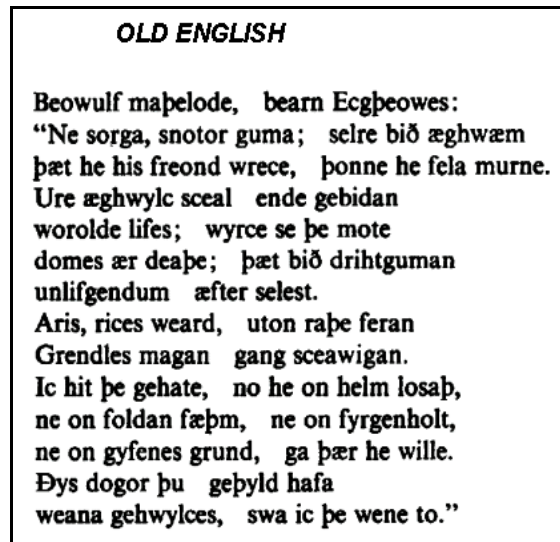 OLD ENGLISH
Beowulf maþelode, bearn Ecgþeowes:
“Ne sorga, snotor guma; selre bið æghwæm
þæt he his freond wrece, þonne he fela murne.
Ure æghwylc sceal ende gebidan
worolde lifes; wyrce se þe mote
domes ær deaþe; þæt bið drihtguman
unlifgendum æfter selest.
Aris, rices weard, uton raþe feran
Grendles magan gang sceawigan.
Ic hit þe gehate, no he on helm losaþ,
ne on foldan fæþm, ne on fyrgenholt,
ne on gyfenes grund, ga þær he wille.
Ðys dogor þu geþyld hafa
weana gehwylces, swa ic þe wene to.”